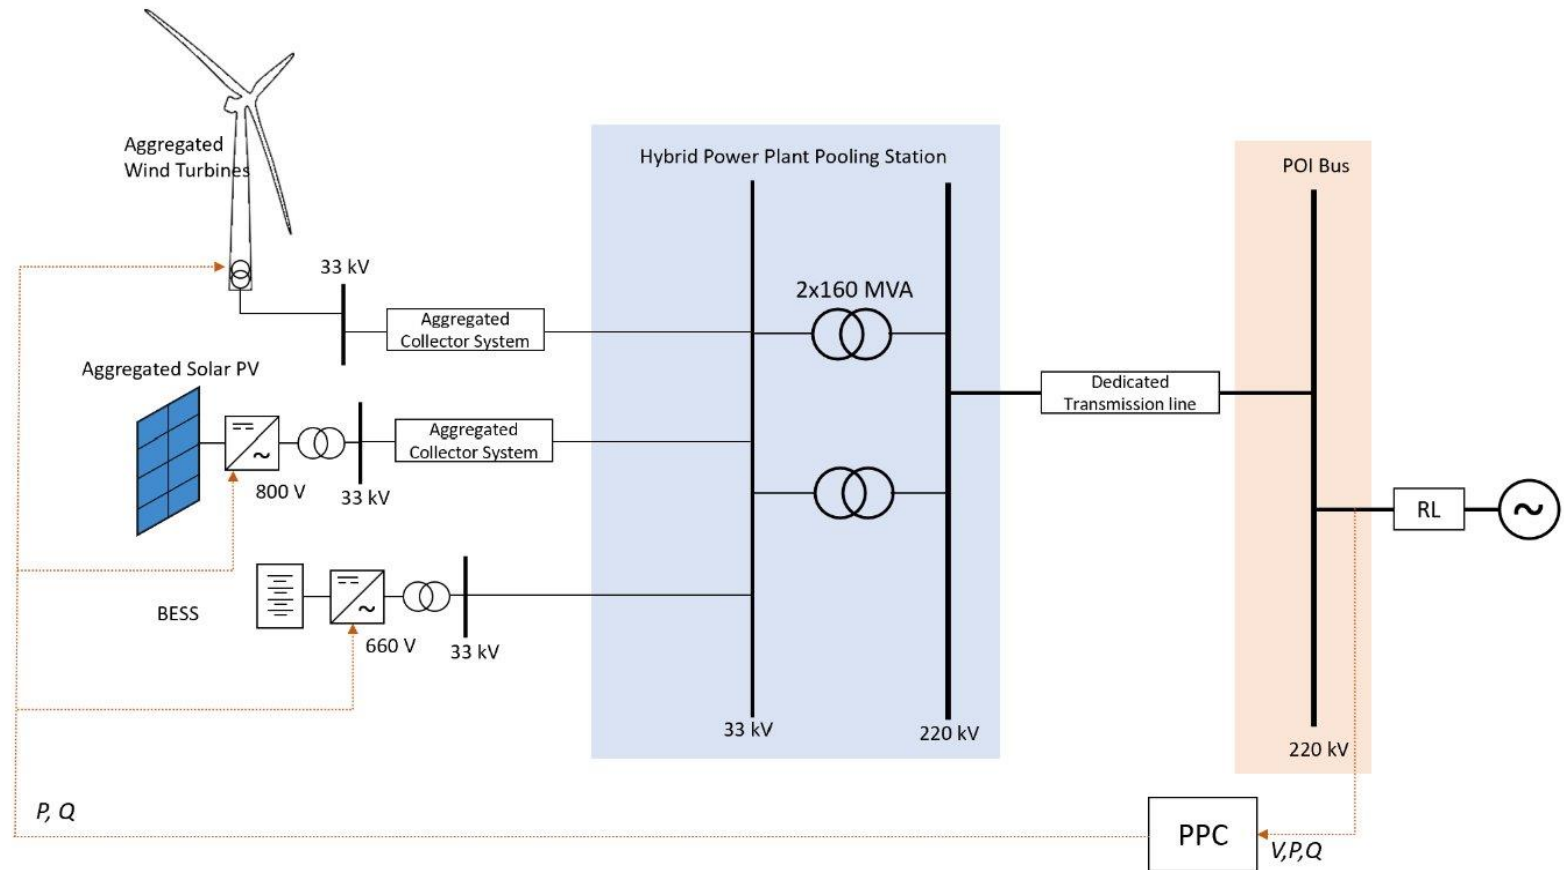 Aggregated
Wind Turbines
Hybrid Power Plant Pooling Station
POI Bus
33 kV
2x160 MVA
Aggregated
Collector System
Aggregated Solar PV
Dedicated
Transmission line
Aggregated
Collector System
800 V
33 kV
RL
BESS
660 V
33 kV
33 kV
220 kV
220 kV
P, Q
PPC
V,P,Q